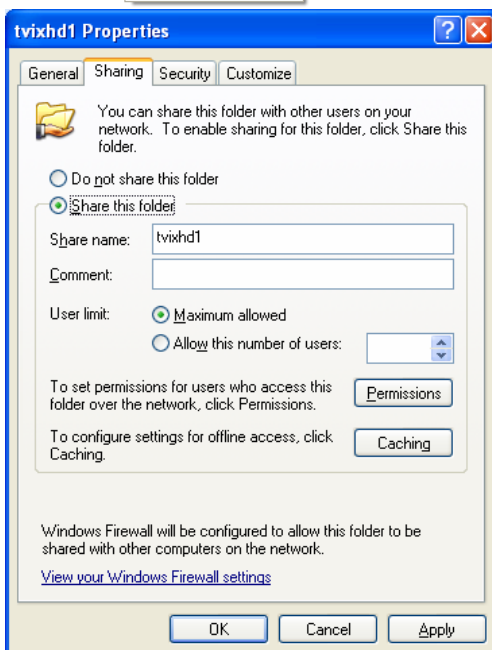 tvixhd1 Properties
General Sharing Security Customize
You can share this folder with other users on your
network. To enable sharing for this folder, click Share this
folder.
Do not share this folder
Share this folder
Share name: tvixhd1
Comment:
User limit: Maximum allowed
Allow this number of users:
To set permissions for users who access this
folder over the network, click Permissions.
Permissions
To configure settings for offline access, click
Caching.
Caching
Windows Firewall will be configured to allow this folder to be
shared with other computers on the network.
View your Windows Firewall settings
OK Cancel Apply